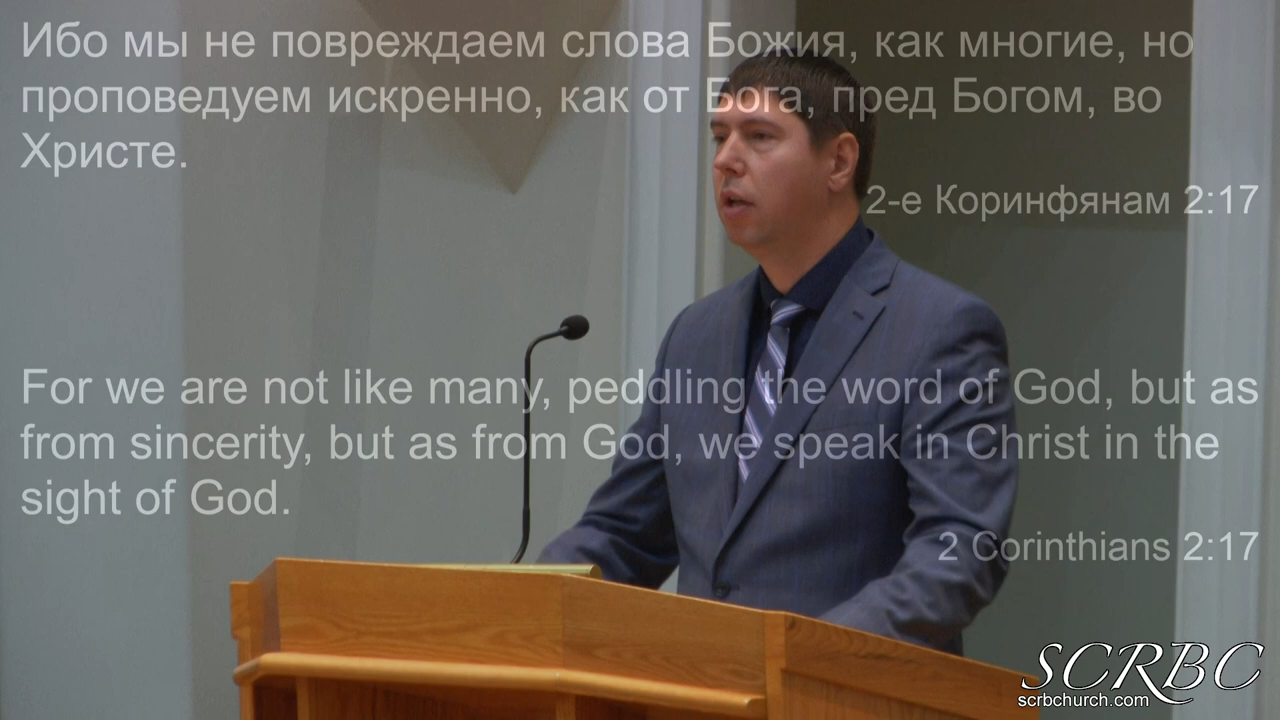 Ибо мы не повреждаем слова Божия, как многие, но
проповедуем искренно, как от Бога, пред Богом, во
Христе.
2-е Коринфянам 2:17
For we are not like many, peddling the word of God, but as
from sincerity, but as from God, we speak in Christ in the
sight of God.
2 Corinthians 2:17
SCRBC
scrbchurch.com